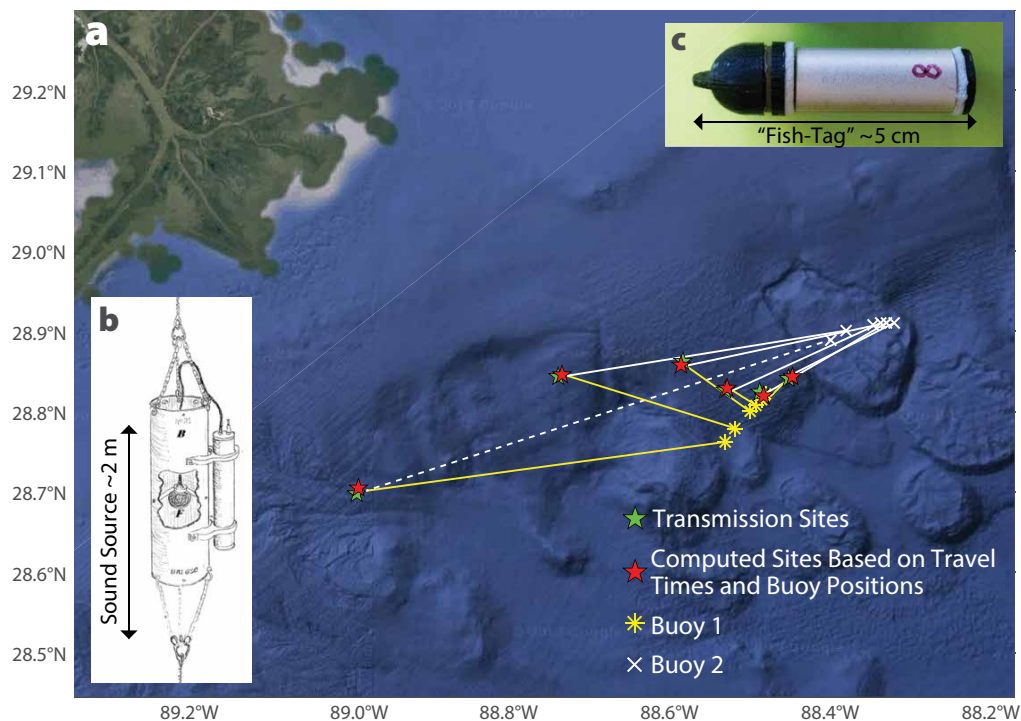 a
c
8
"Fish-Tag" ~5 cm
29.2°N
29.1°N
29.0°N
28.9°N
28.8°N
28.7°N
28.6°N
28.5°N
b
B
F
Sound Source ~2 m
Transmission Sites
Computed Sites Based on Travel
Times and Buoy Positions
Buoy 1
Buoy 2
89.2°W
89.0°W
88.8°W
88.6°W
88.4°W
88.2°W